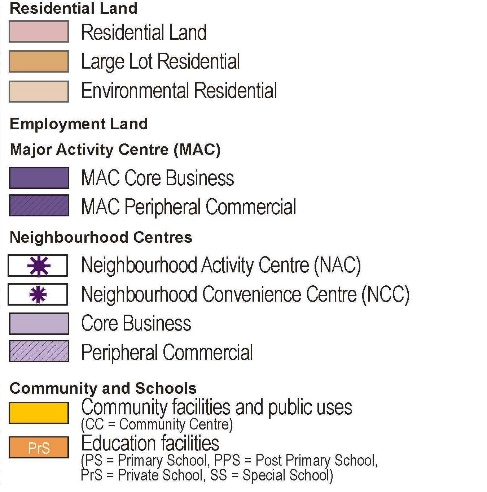 Residential Land
Residential Land
Large Lot Residential
Environmental Residential
Employment Land
Major Activity Centre (MAC)
MAC Core Business
MAC Peripheral Commercial
Neighbourhood Centres
Neighbourhood Activity Centre (NAC)
Neighbourhood Convenience Centre (NCC)
Core Business
Peripheral Commercial
Community and Schools
Community facilities and public uses
(CC = Community Centre)
PrS Education facilities
(PS = Primary School, PPS = Post Primary School,
PrS = Private School, SS = Special School)